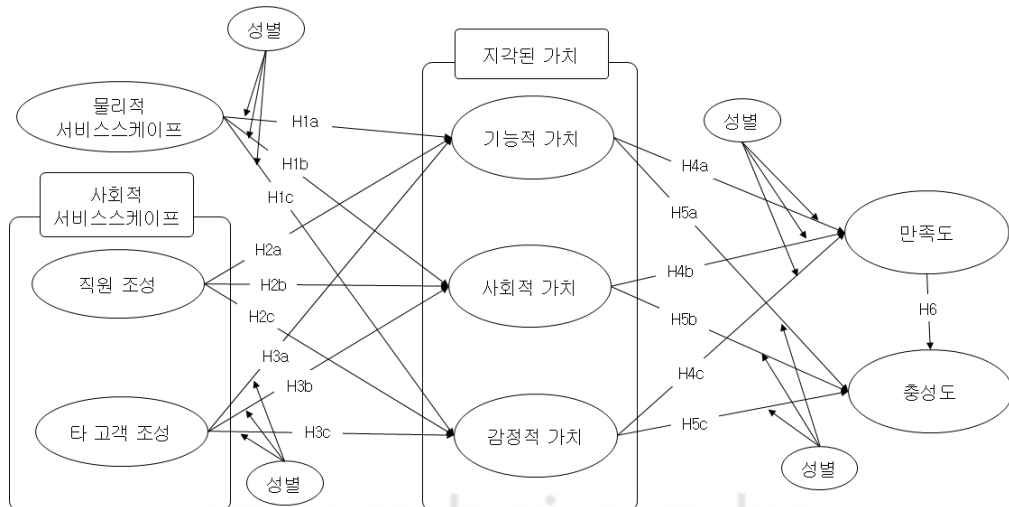 성별
지각된 가치
물리적
서비스스케이프
H1a
H1b
H1c
기능적 가치
성별
H4a
H5a
사회적
서비스스케이프
직원 조성
H2a
H2b
H2c
사회적 가치
H4b
H5b
만족도
H6
H3a
H3b
H3c
타 고객 조성
성별
감정적 가치
H4c
H5c
충성도
성별